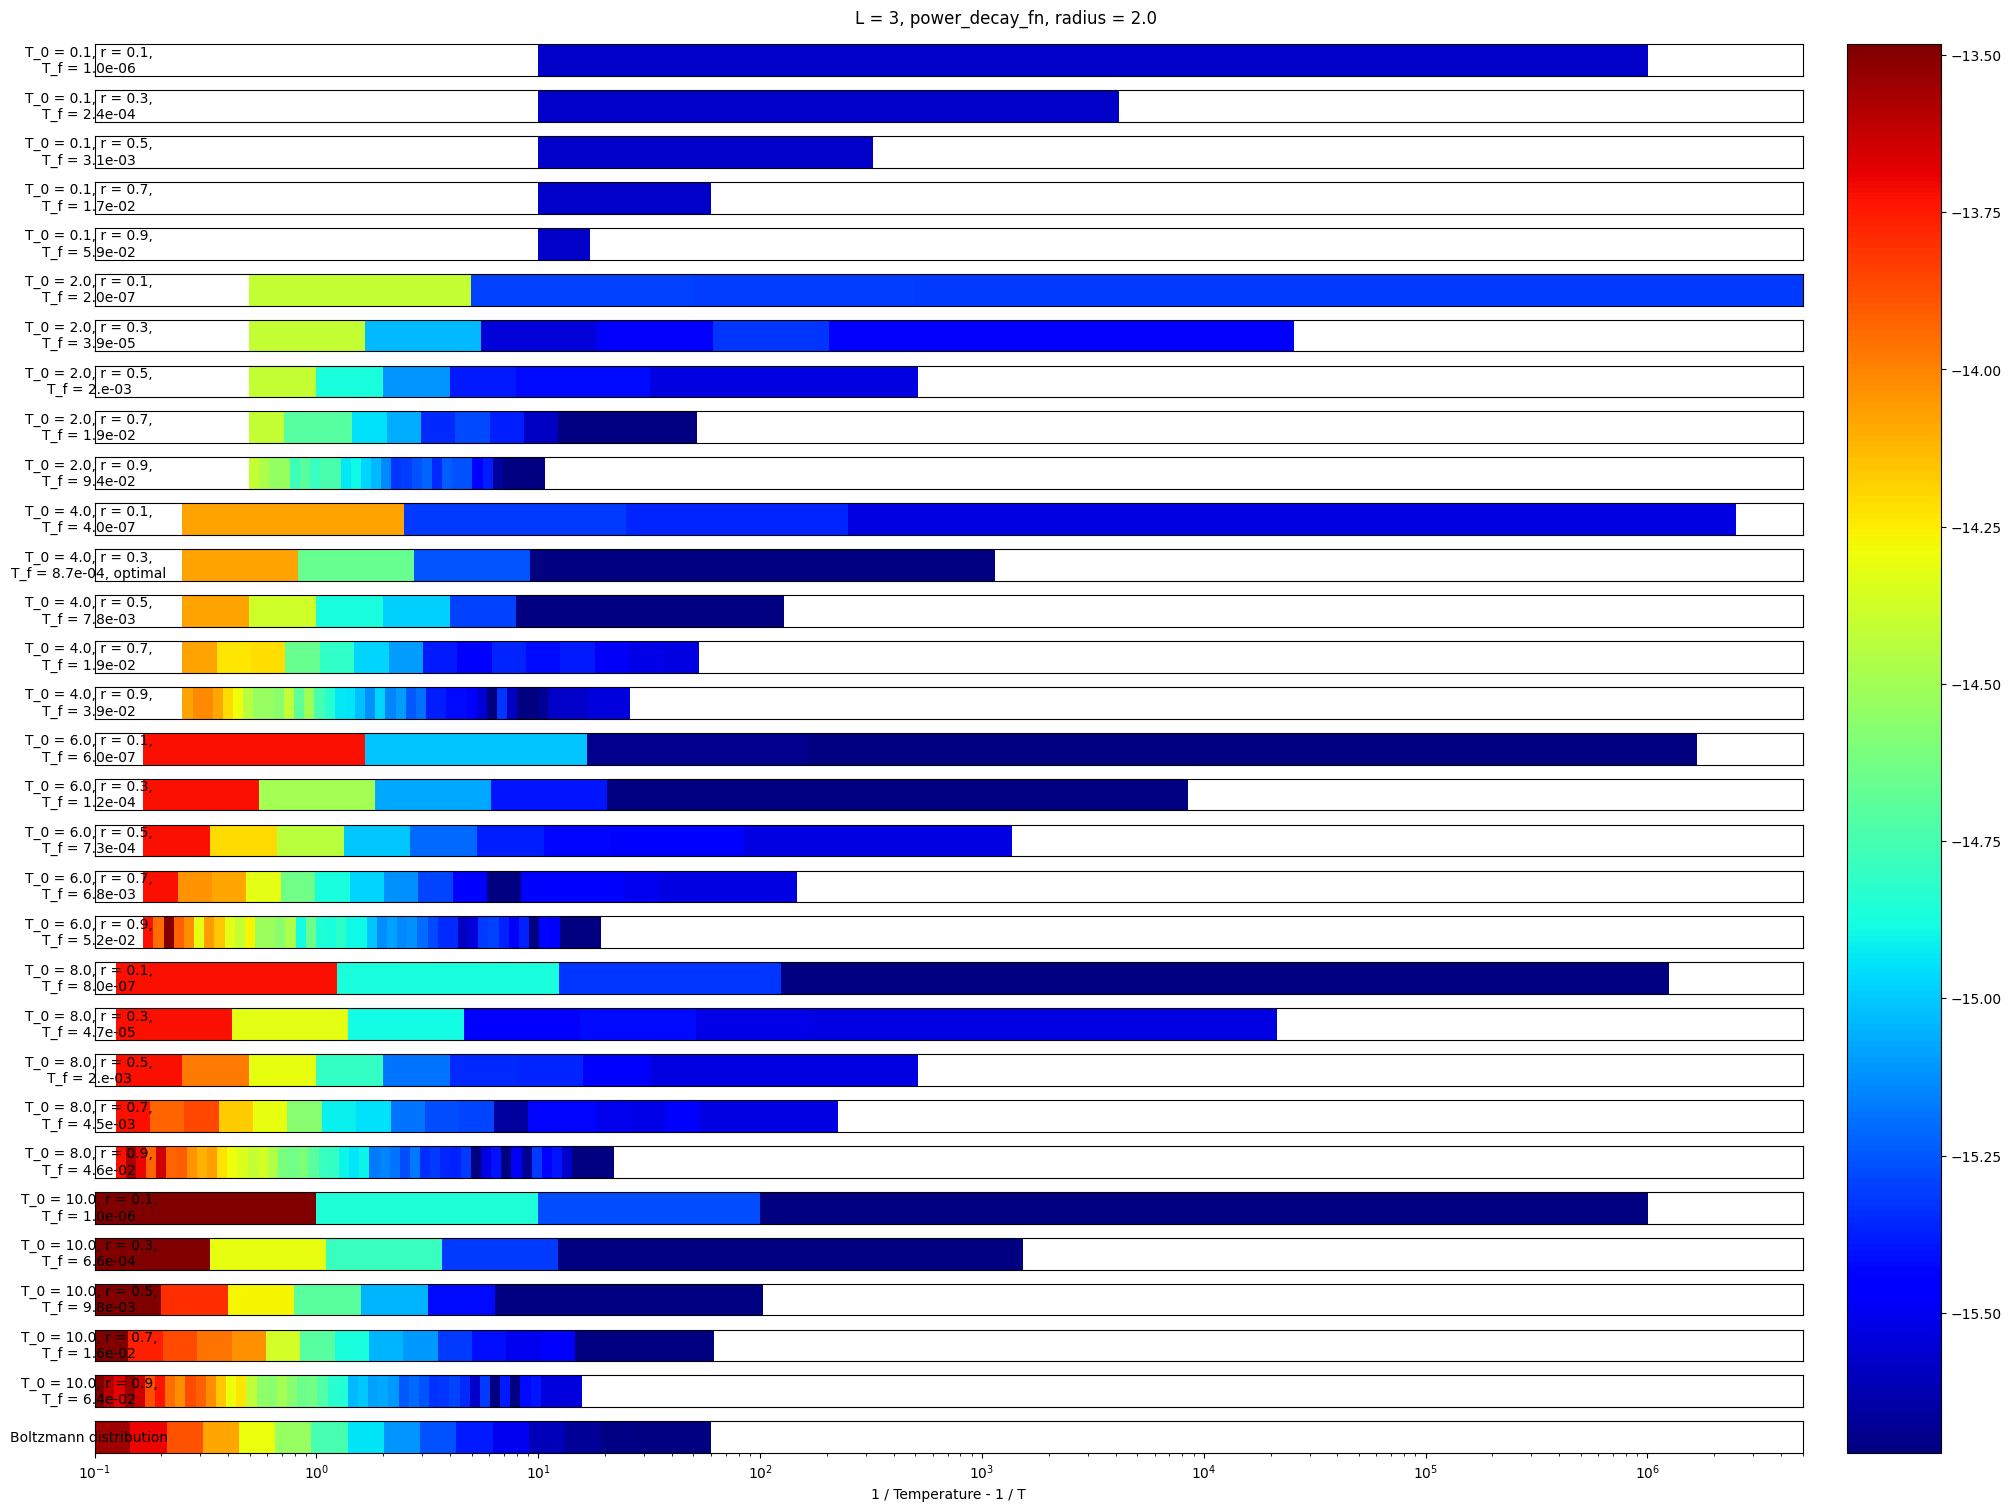 L = 3, power_decay_fn, radius = 2.0
T_0 = 0.1, r = 0.1,
T_f = 1.0e-06
T_0 = 0.1, r = 0.3,
T_f = 2.4e-04
T_0 = 0.1, r = 0.5,
T_f = 3.1e-03
T_0 = 0.1, r = 0.7,
T_f = 1.7e-02
T_0 = 0.1, r = 0.9,
T_f = 5.9e-02
T_0 = 2.0, r = 0.1,
T_f = 2.0e-07
T_0 = 2.0, r = 0.3,
T_f = 3.9e-05
T_0 = 2.0, r = 0.5,
T_f = 2.e-03
T_0 = 2.0, r = 0.7,
T_f = 1.9e-02
T_0 = 2.0, r = 0.9,
T_f = 9.4e-02
T_0 = 4.0, r = 0.1,
T_f = 4.0e-07
T_0 = 4.0, r = 0.3,
T_f = 8.7e-04, optimal
T_0 = 4.0, r = 0.5,
T_f = 7.8e-03
T_0 = 4.0, r = 0.7,
T_f = 1.9e-02
T_0 = 4.0, r = 0.9,
T_f = 3.9e-02
T_0 = 6.0, r = 0.1,
T_f = 6.0e-07
T_0 = 6.0, r = 0.3,
T_f = 1.2e-04
T_0 = 6.0, r = 0.5,
T_f = 7.3e-04
T_0 = 6.0, r = 0.7,
T_f = 6.8e-03
T_0 = 6.0, r = 0.9,
T_f = 5.2e-02
T_0 = 8.0, r = 0.1,
T_f = 8.0e-07
T_0 = 8.0, r = 0.3,
T_f = 4.7e-05
T_0 = 8.0, r = 0.5,
T_f = 2.e-03
T_0 = 8.0, r = 0.7,
T_f = 4.5e-03
T_0 = 8.0, r = 0.9,
T_f = 4.6e-02
T_0 = 10.0, r = 0.1,
T_f = 1.0e-06
T_0 = 10.0, r = 0.3,
T_f = 6.6e-04
T_0 = 10.0, r = 0.5,
T_f = 9.8e-03
T_0 = 10.0, r = 0.7,
T_f = 1.6e-02
T_0 = 10.0, r = 0.9,
T_f = 6.4e-02
Boltzmann distribution
10⁻¹ 10⁰ 10¹ 10² 10³ 10⁴ 10⁵ 10⁶
1 / Temperature - 1 / T
−13.50
−13.75
−14.00
−14.25
−14.50
−14.75
−15.00
−15.25
−15.50